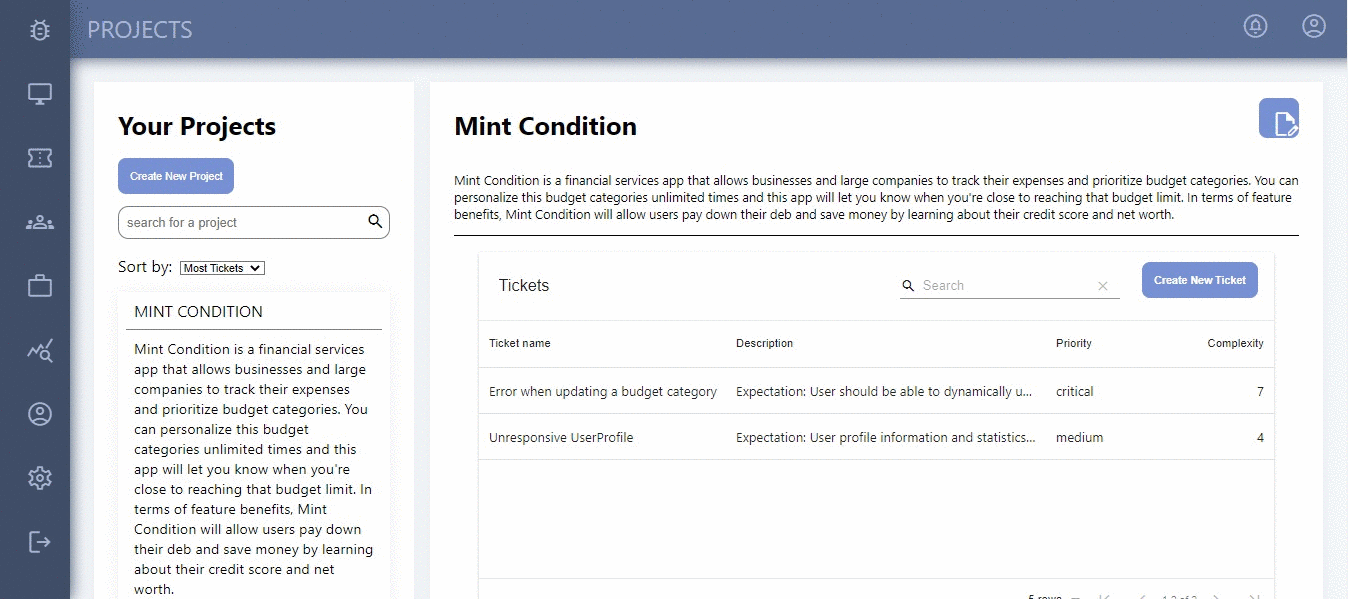 PROJECTS
Your Projects
Create New Project
search for a project
Sort by: Most Tickets
MINT CONDITION
Mint Condition is a financial services
app that allows businesses and large
companies to track their expenses
and prioritize budget categories. You
can personalize this budget
categories unlimited times and this
app will let you know when you're
close to reaching that budget limit. In
terms of feature benefits, Mint
Condition will allow users pay down
their deb and save money by learning
about their credit score and net
worth.
Mint Condition
Mint Condition is a financial services app that allows businesses and large companies to track their expenses and prioritize budget categories. You can
personalize this budget categories unlimited times and this app will let you know when you're close to reaching that budget limit. In terms of feature
benefits, Mint Condition will allow users pay down their deb and save money by learning about their credit score and net worth.
Tickets
Search
Create New Ticket
Ticket name Description Priority Complexity
Error when updating a budget category Expectation: User should be able to dynamically u... critical 7
Unresponsive UserProfile Expectation: User profile information and statistics... medium 4
5 rows 1-2 of 2